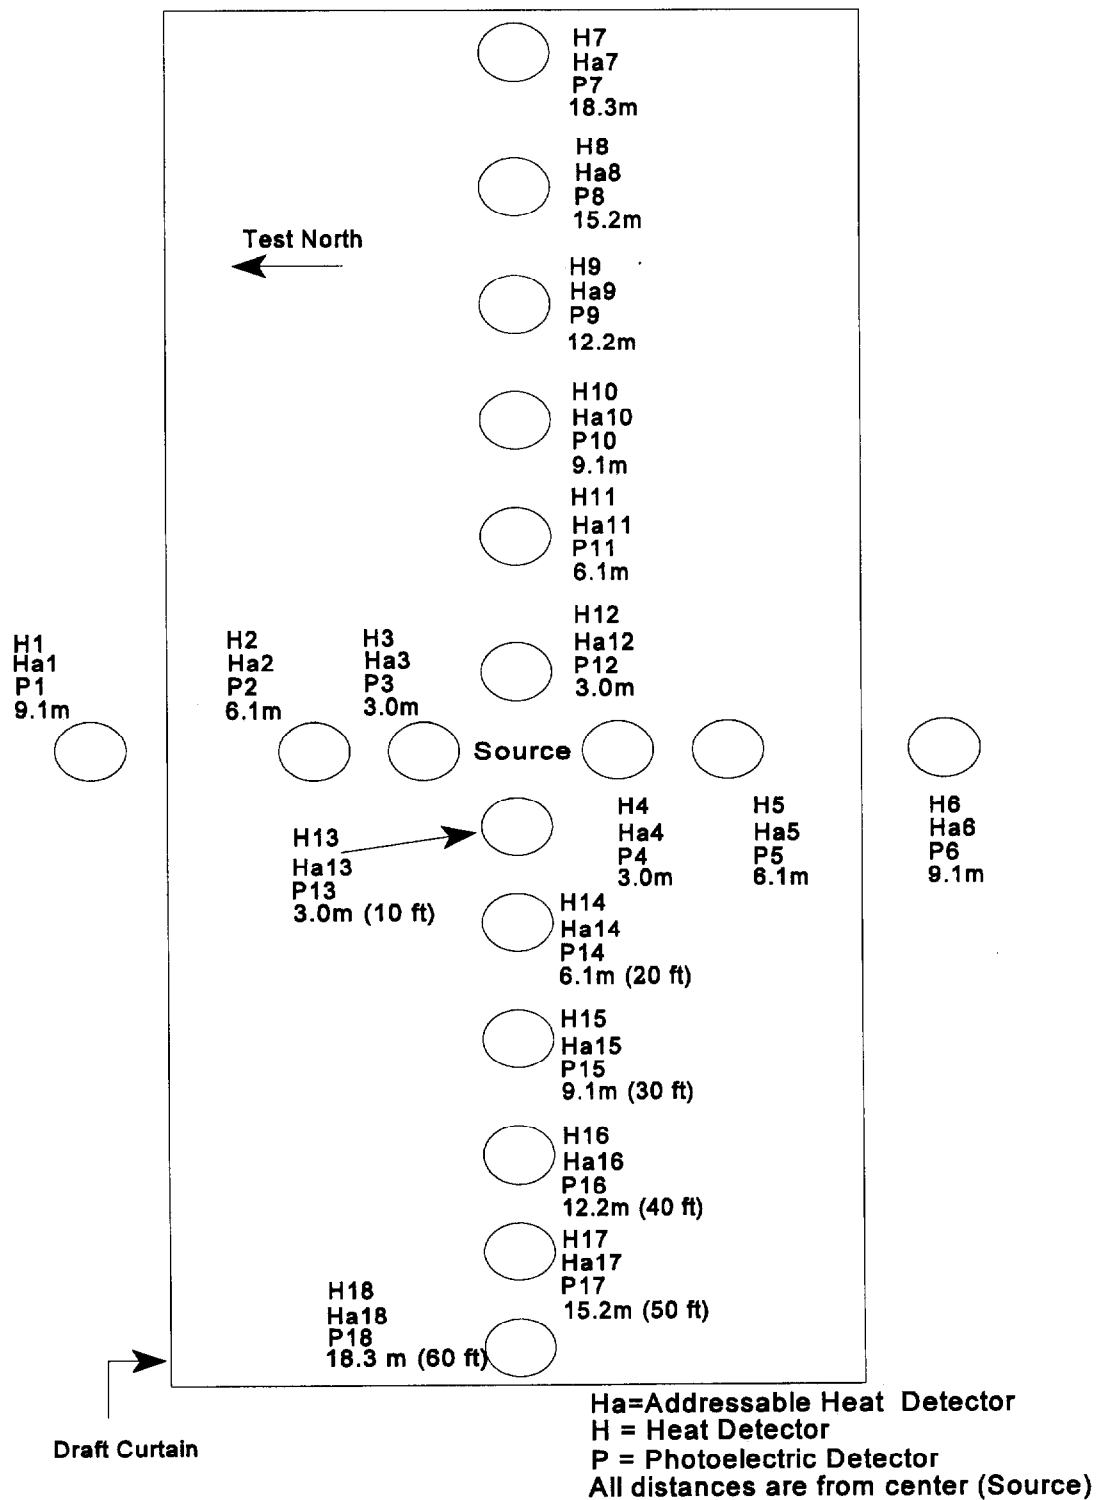 H7
Ha7
P7
18.3m
H8
Ha8
P8
15.2m
Test North
H9
Ha9
P9
12.2m
H10
Ha10
P10
9.1m
H11
Ha11
P11
6.1m
H12
Ha12
P12
3.0m
H1
Ha1
P1
9.1m
H2
Ha2
P2
6.1m
H3
Ha3
P3
3.0m
Source
H4
Ha4
P4
3.0m
H5
Ha5
P5
6.1m
H6
Ha6
P6
9.1m
H13
Ha13
P13
3.0m (10 ft)
H14
Ha14
P14
6.1m (20 ft)
H15
Ha15
P15
9.1m (30 ft)
H16
Ha16
P16
12.2m (40 ft)
H17
Ha17
P17
15.2m (50 ft)
H18
Ha18
P18
18.3 m (60 ft)
Draft Curtain
Ha=Addressable Heat Detector
H = Heat Detector
P = Photoelectric Detector
All distances are from center (Source)